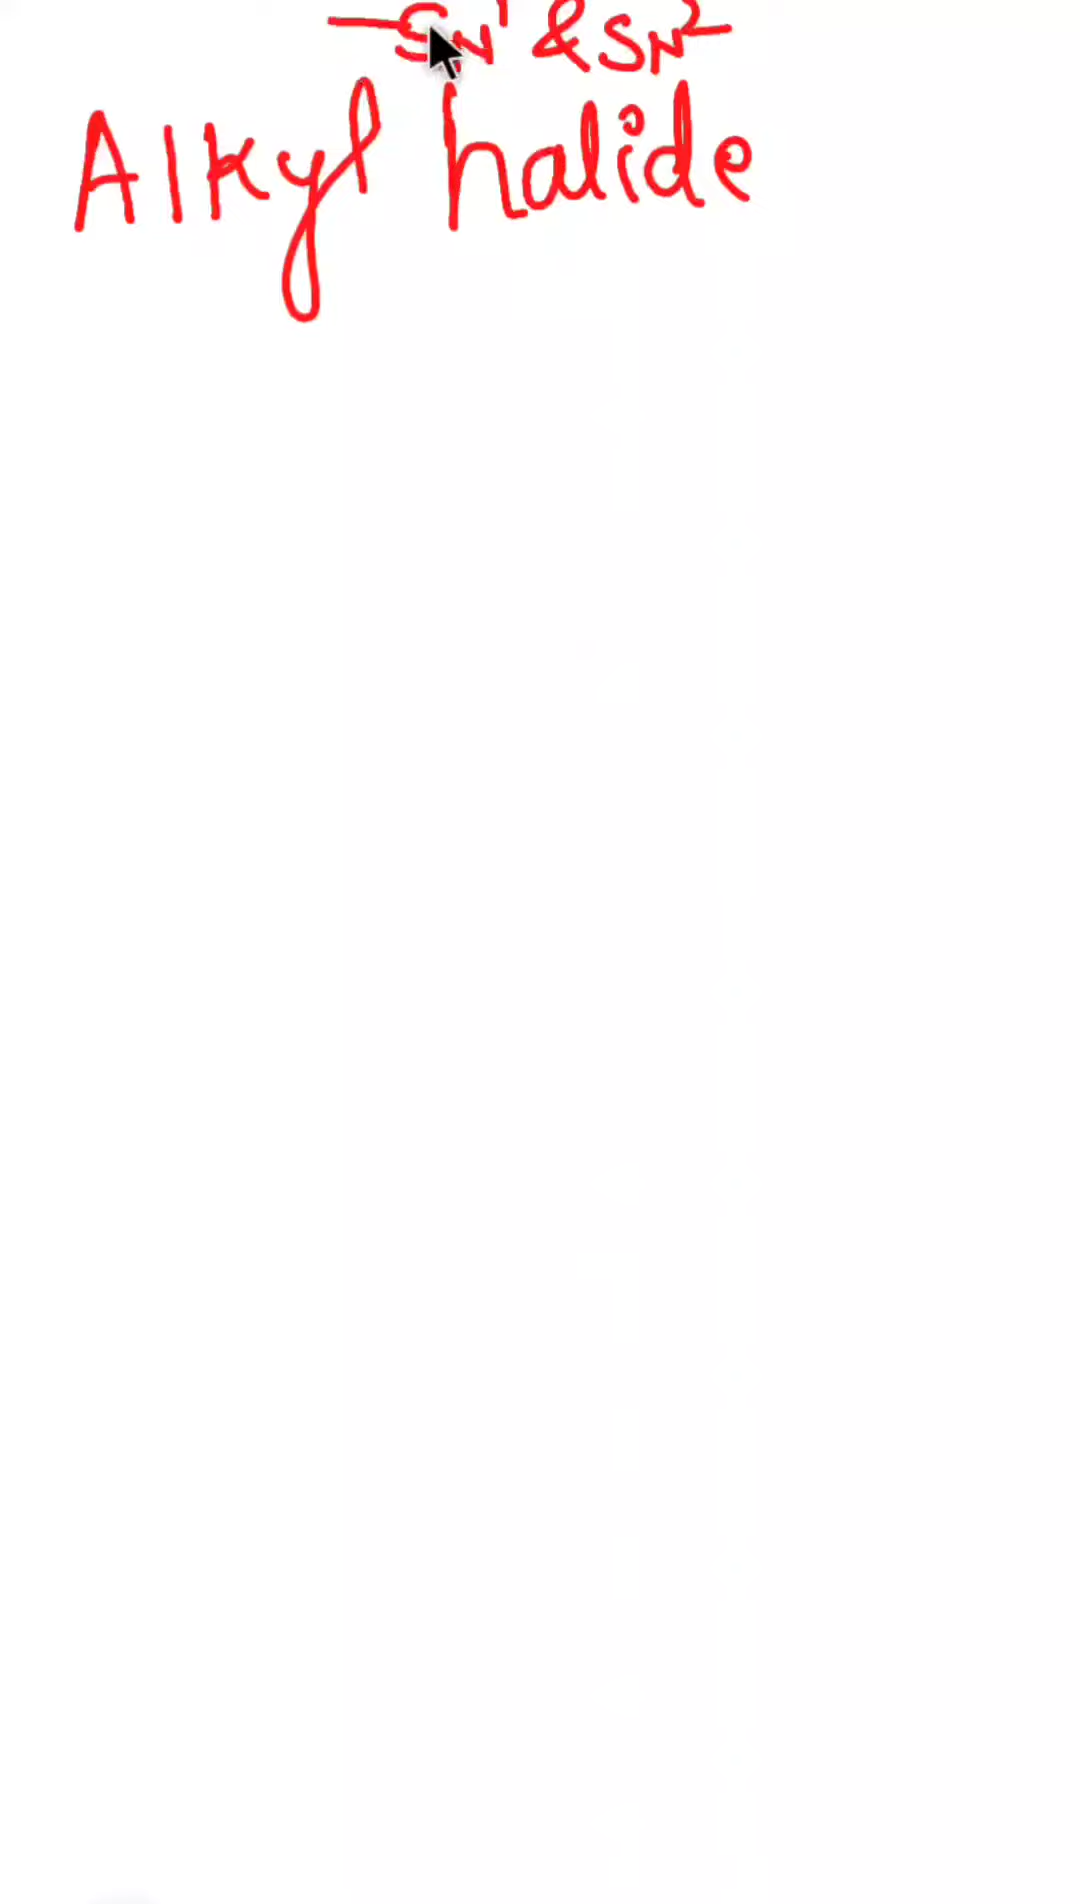 — SN¹ & SN² —
Alkyl halide